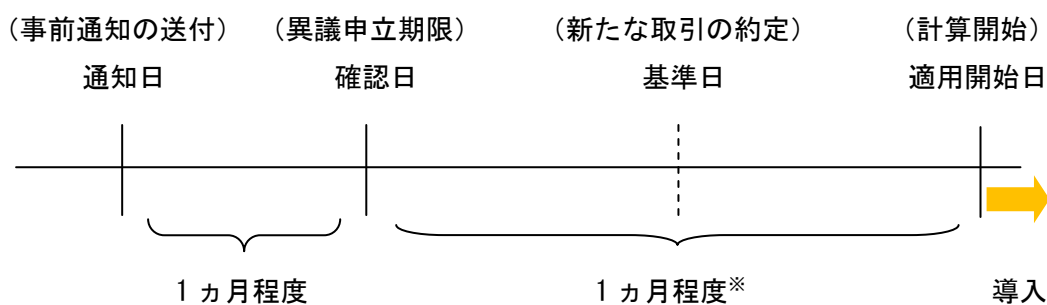 （事前通知の送付） （異議申立期限） （新たな取引の約定） （計算開始）
通知日 確認日 基準日 適用開始日
1ヵ月程度 1ヵ月程度※ 導入